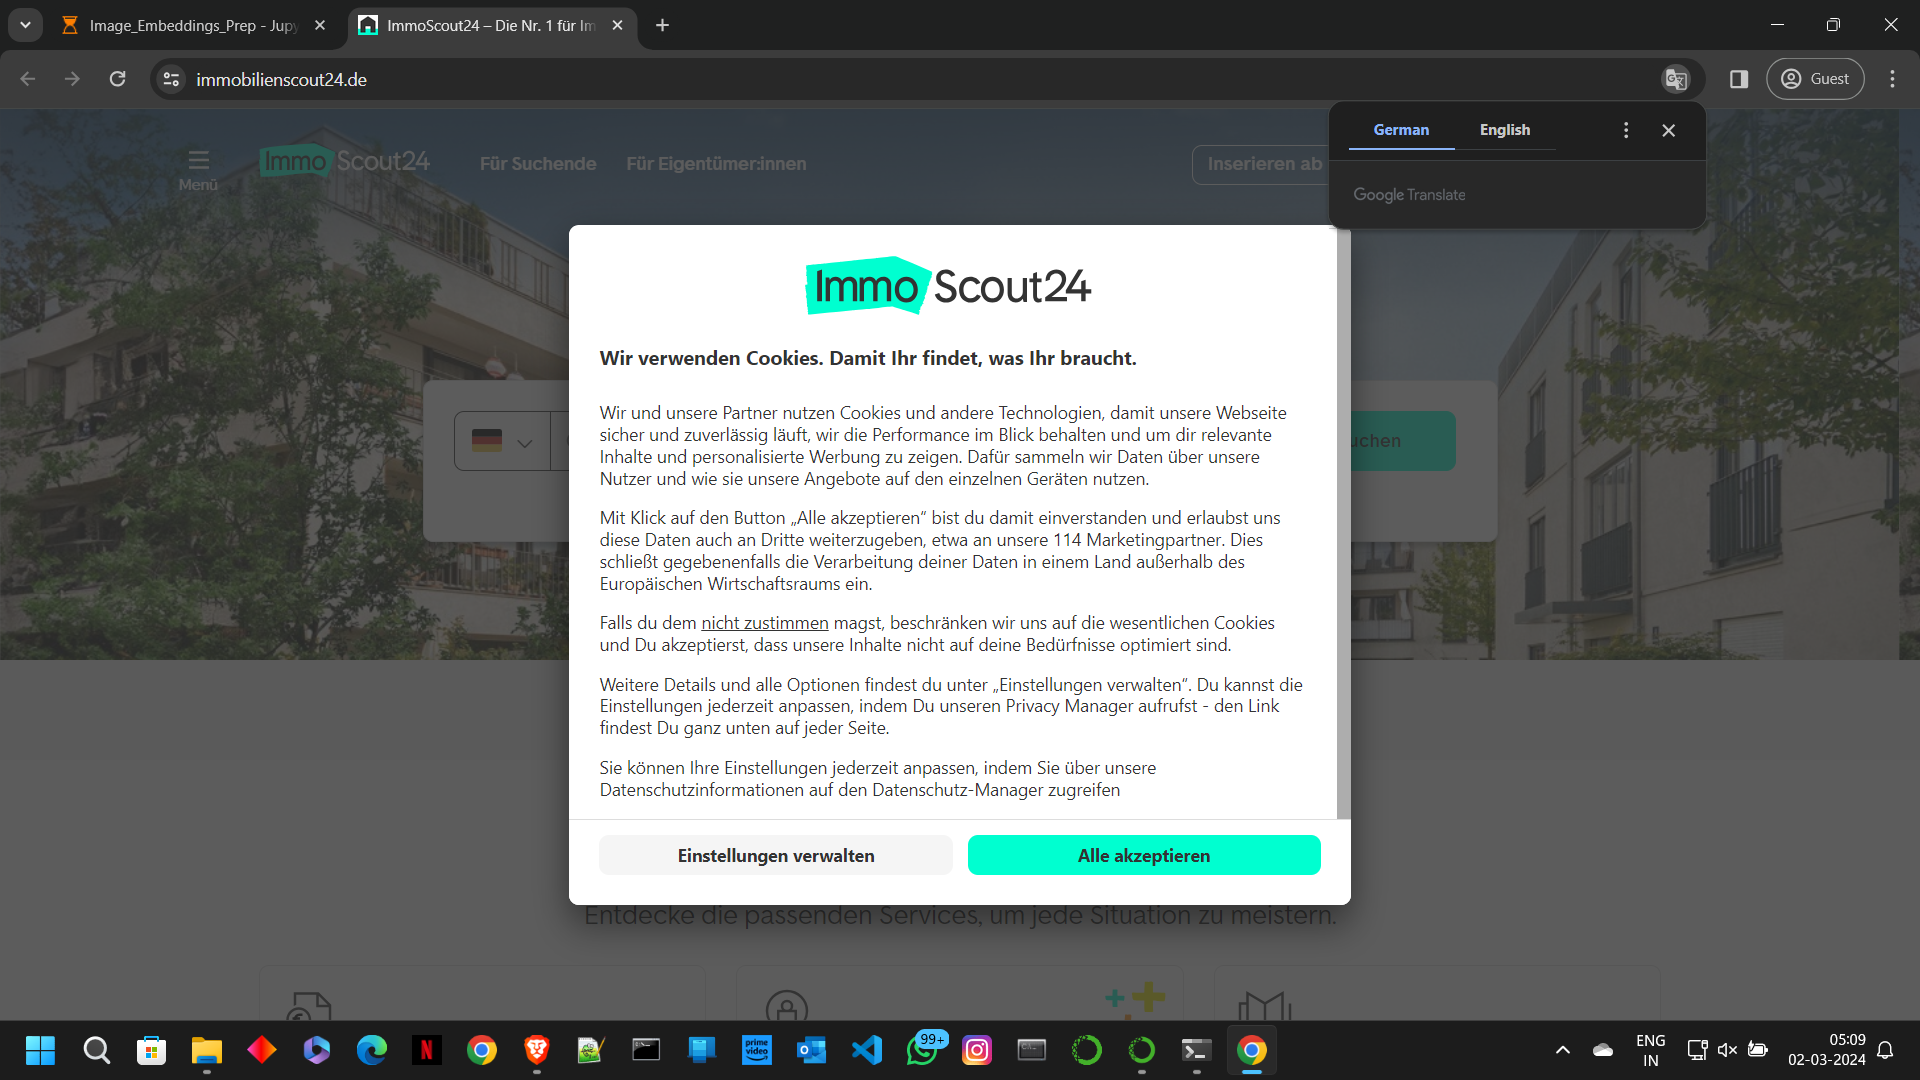 Image_Embeddings_Prep - Jupy
ImmoScout24 – Die Nr. 1 für Im
immobilienscout24.de
Guest
German English
Google Translate
Menü
ImmoScout24
Für Suchende
Für Eigentümer:innen
Inserieren ab
ImmoScout24
Wir verwenden Cookies. Damit Ihr findet, was Ihr braucht.
Wir und unsere Partner nutzen Cookies und andere Technologien, damit unsere Webseite
sicher und zuverlässig läuft, wir die Performance im Blick behalten und um dir relevante
Inhalte und personalisierte Werbung zu zeigen. Dafür sammeln wir Daten über unsere
Nutzer und wie sie unsere Angebote auf den einzelnen Geräten nutzen.
Mit Klick auf den Button „Alle akzeptieren“ bist du damit einverstanden und erlaubst uns
diese Daten auch an Dritte weiterzugeben, etwa an unsere 114 Marketingpartner. Dies
schließt gegebenenfalls die Verarbeitung deiner Daten in einem Land außerhalb des
Europäischen Wirtschaftsraums ein.
Falls du dem nicht zustimmen magst, beschränken wir uns auf die wesentlichen Cookies
und Du akzeptierst, dass unsere Inhalte nicht auf deine Bedürfnisse optimiert sind.
Weitere Details und alle Optionen findest du unter „Einstellungen verwalten“. Du kannst die
Einstellungen jederzeit anpassen, indem Du unseren Privacy Manager aufrufst - den Link
findest Du ganz unten auf jeder Seite.
Sie können Ihre Einstellungen jederzeit anpassen, indem Sie über unsere
Datenschutzinformationen auf den Datenschutz-Manager zugreifen
Einstellungen verwalten
Alle akzeptieren
uchen
Entdecke die passenden Services, um jede Situation zu meistern.
prime video
99+
ENG
IN
05:09
02-03-2024